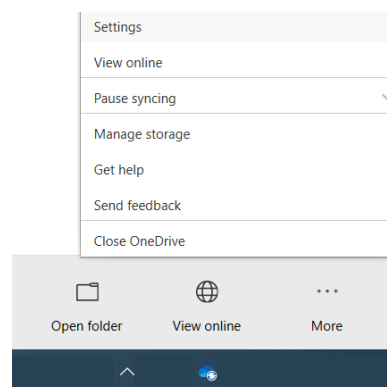 Settings
View online
Pause syncing
Manage storage
Get help
Send feedback
Close OneDrive
Open folder View online More